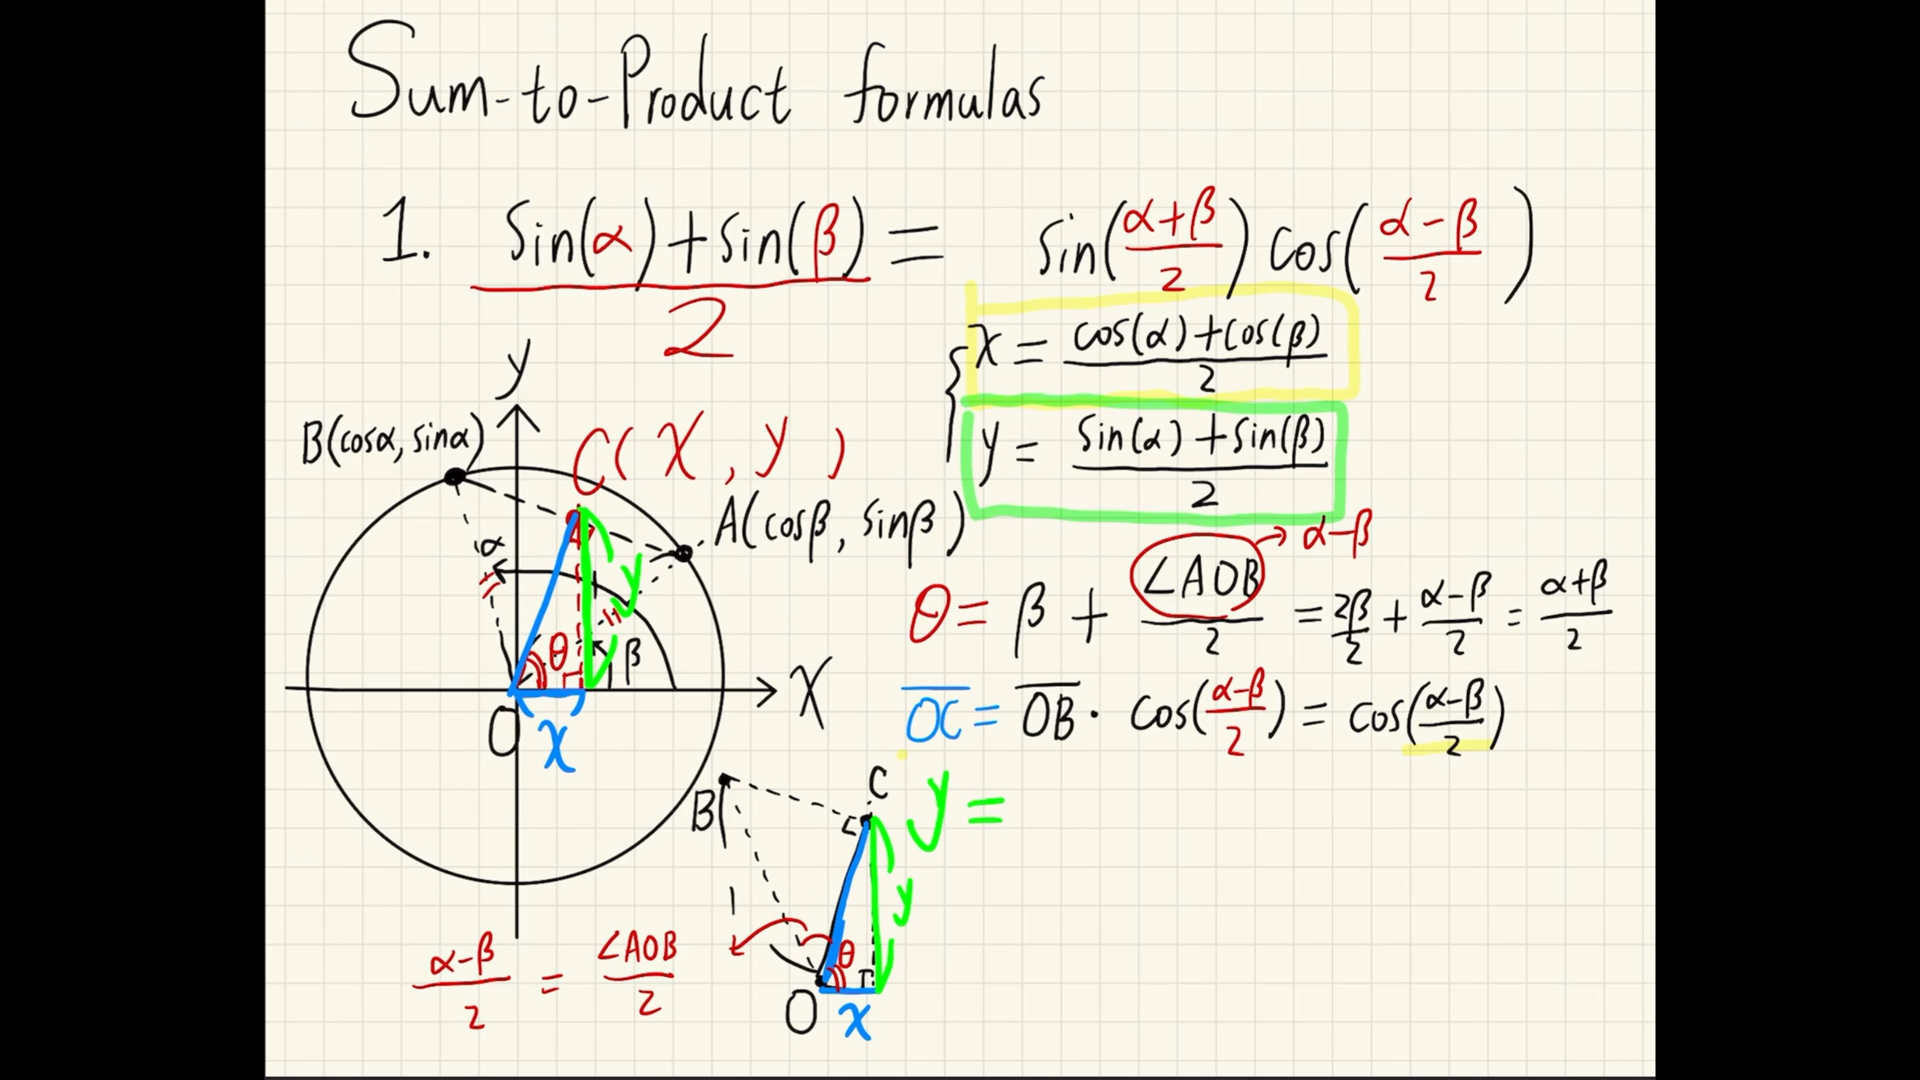 Sum-to-Product formulas
1. (sin(α)+sin(β))/2 = sin((α+β)/2) cos((α-β)/2)
x = (cos(α)+cos(β))/2
y = (sin(α)+sin(β))/2
y
B(cosα, sinα)
C(x, y)
A(cosβ, sinβ)
α
y
θ
β
O
x
X
θ = β + ∠AOB/2 = 2β/2 + (α-β)/2 = (α+β)/2
→ α-β
OC = OB · cos((α-β)/2) = cos((α-β)/2)
y =
B
C
1
y
θ
O
x
(α-β)/2 = ∠AOB/2